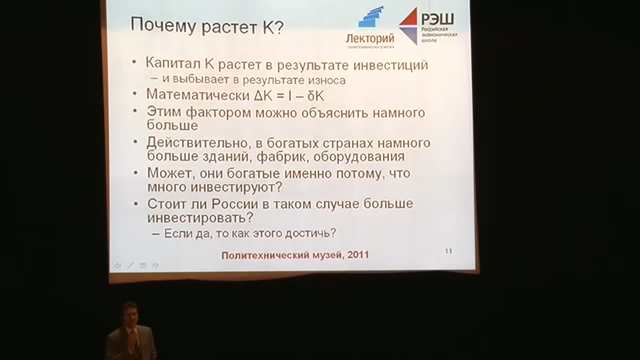 Почему растет К?
Лекторий
политехнического музея
РЭШ
Российская
экономическая
школа
• Капитал К растет в результате инвестиций
– и выбывает в результате износа
• Математически ΔK = I – δK
• Этим фактором можно объяснить намного
больше
• Действительно, в богатых странах намного
больше зданий, фабрик, оборудования
• Может, они богатые именно потому, что
много инвестируют?
• Стоит ли России в таком случае больше
инвестировать?
– Если да, то как этого достичь?
Политехнический музей, 2011
11